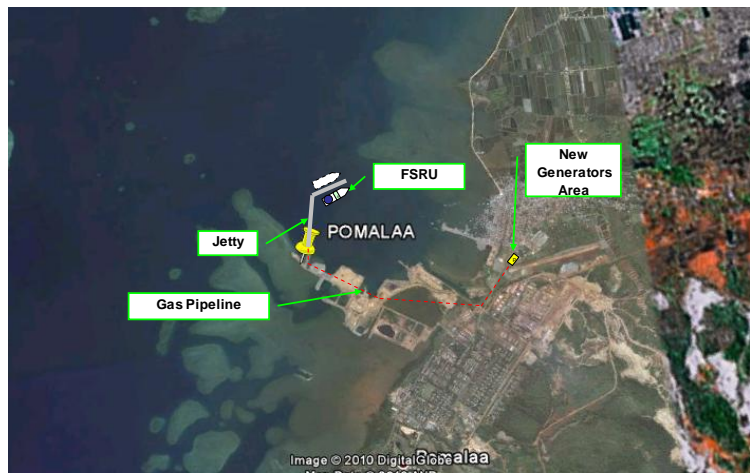 FSRU
New
Generators
Area
Jetty
POMALAA
Gas Pipeline
Image © 2010 DigitalGlobe
Pomalaa